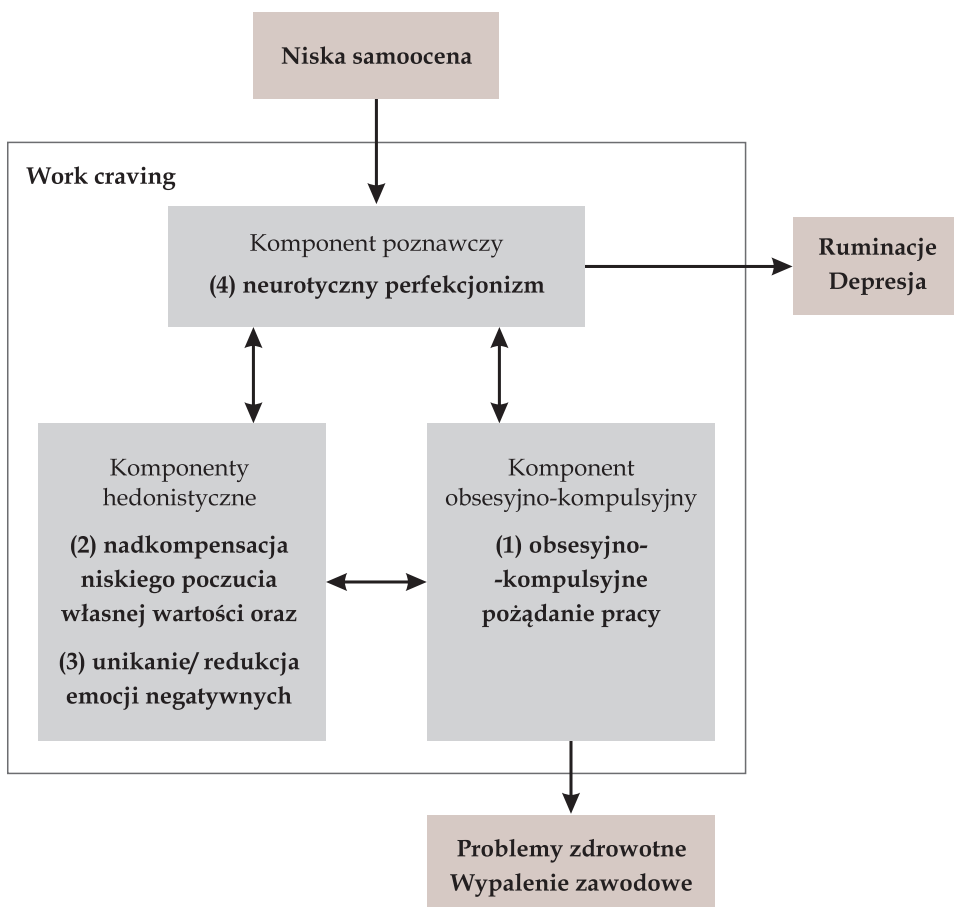 Niska samoocena
Work craving
Komponent poznawczy
(4) neurotyczny perfekcjonizm
Ruminacje
Depresja
Komponenty
hedonistyczne
(2) nadkompensacja
niskiego poczucia
własnej wartości oraz
(3) unikanie/ redukcja
emocji negatywnych
Komponent
obsesyjno-kompulsyjny
(1) obsesyjno-
-kompulsyjne
pożądanie pracy
Problemy zdrowotne
Wypalenie zawodowe